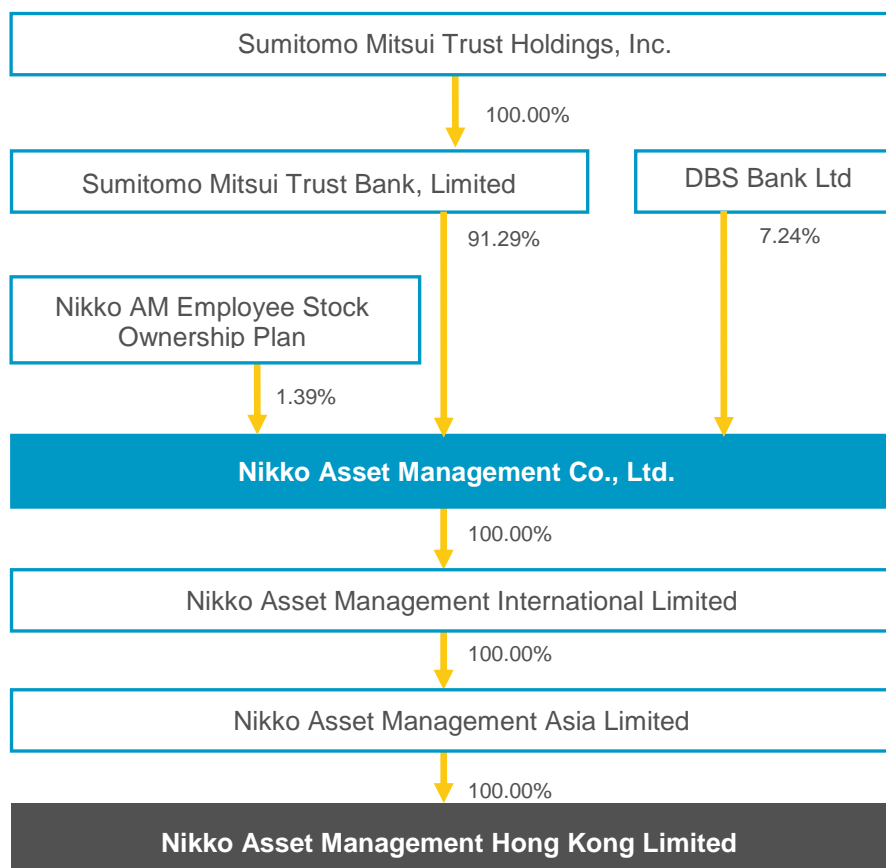 Sumitomo Mitsui Trust Holdings, Inc.
100.00%
Sumitomo Mitsui Trust Bank, Limited
DBS Bank Ltd
91.29%
7.24%
Nikko AM Employee Stock
Ownership Plan
1.39%
Nikko Asset Management Co., Ltd.
100.00%
Nikko Asset Management International Limited
100.00%
Nikko Asset Management Asia Limited
100.00%
Nikko Asset Management Hong Kong Limited